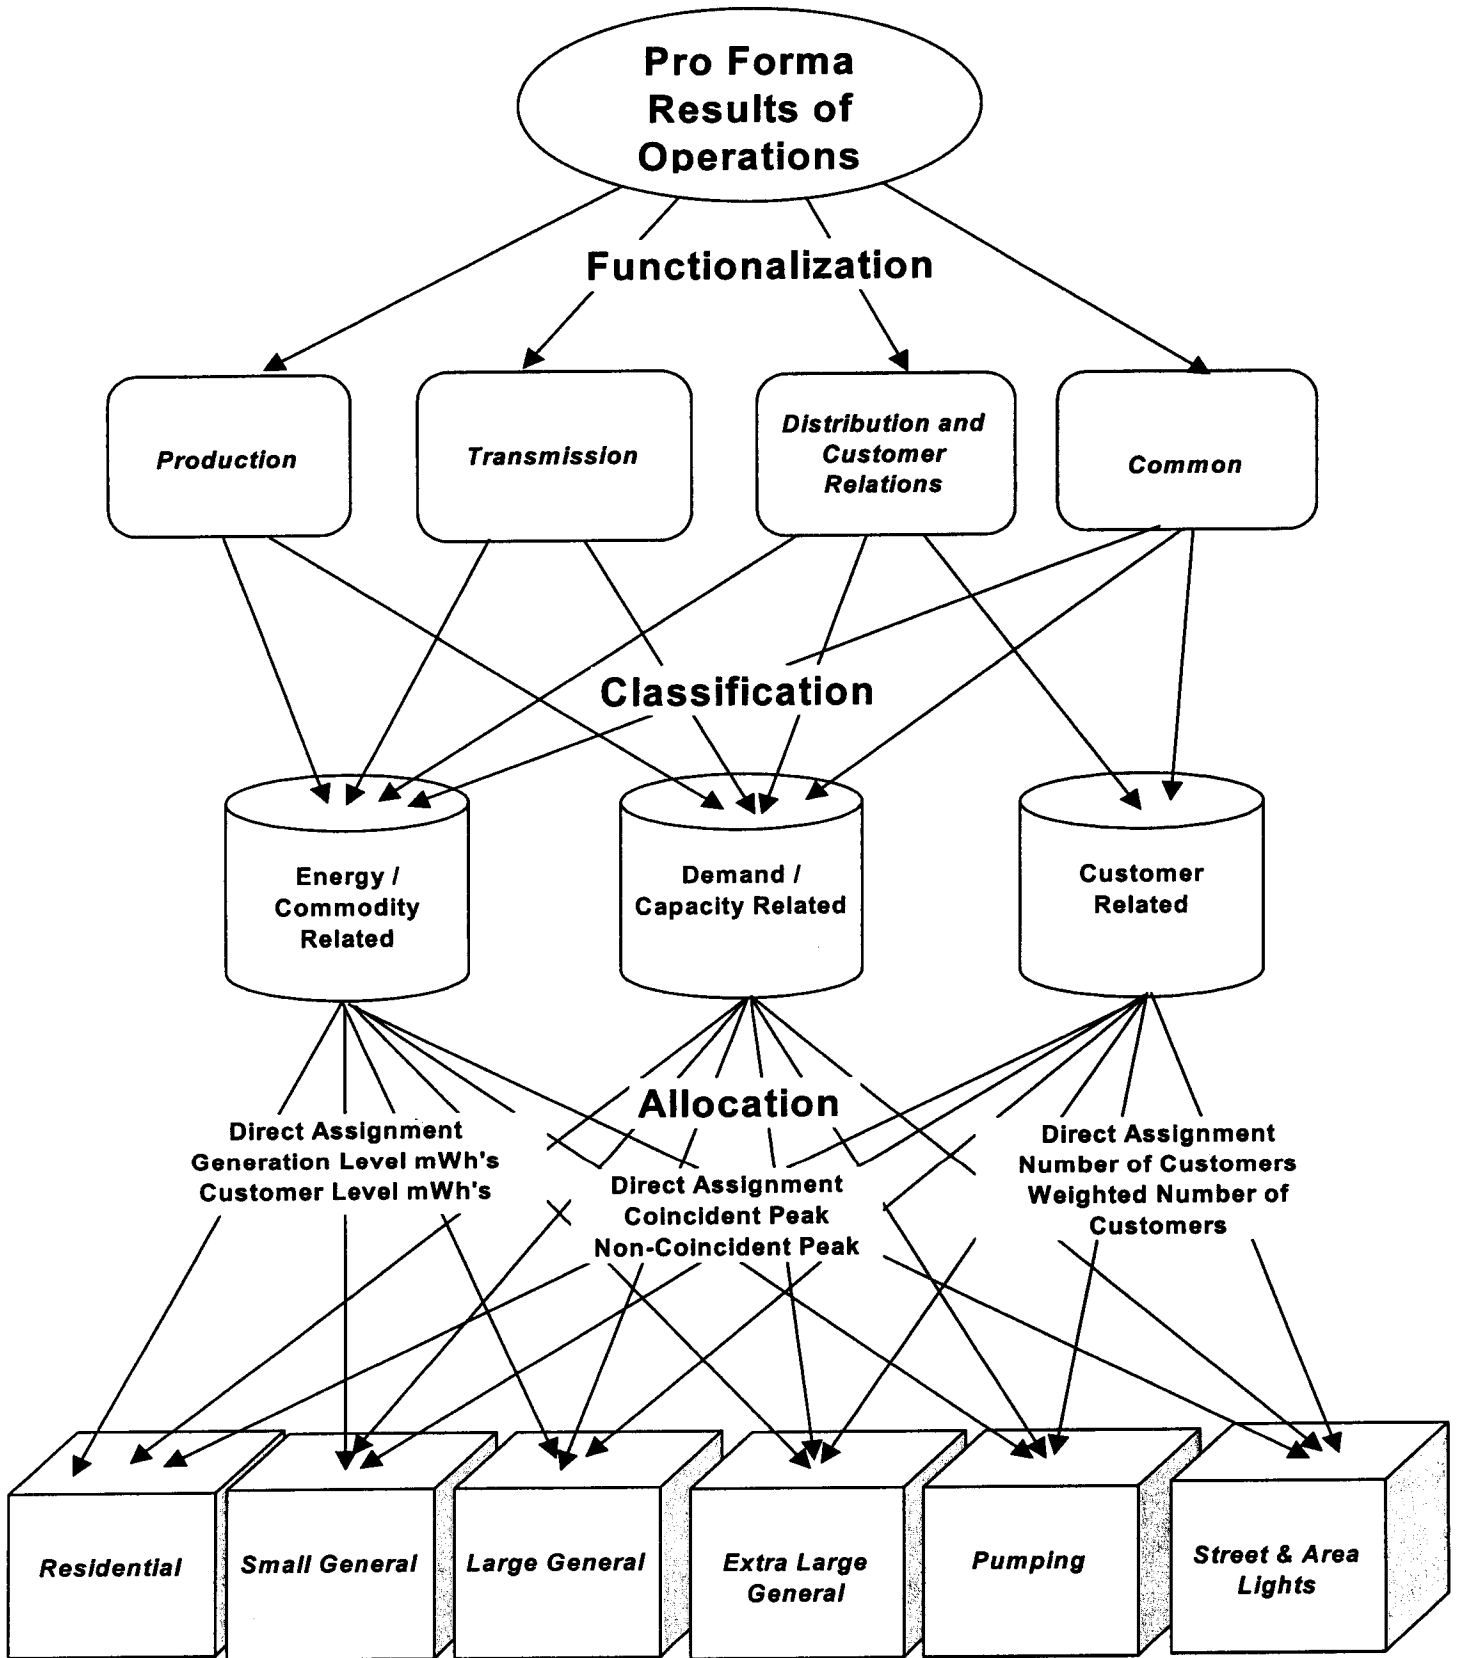 Pro Forma
Results of
Operations
Functionalization
Production
Transmission
Distribution and
Customer
Relations
Common
Classification
Energy /
Commodity
Related
Demand /
Capacity Related
Customer
Related
Allocation
Direct Assignment
Generation Level mWh's
Customer Level mWh's
Direct Assignment
Coincident Peak
Non-Coincident Peak
Direct Assignment
Number of Customers
Weighted Number of
Customers
Residential
Small General
Large General
Extra Large
General
Pumping
Street & Area
Lights